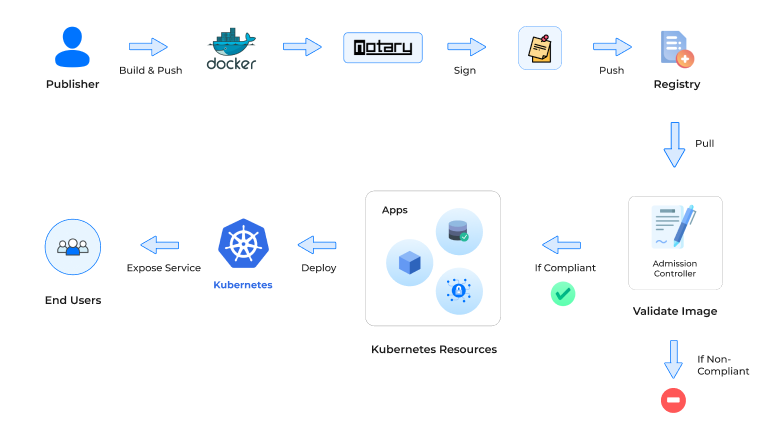 docker
notary
Build & Push
Sign
Push
Publisher
Registry
Pull
Apps
Admission
Controller
If Compliant
Deploy
Expose Service
Kubernetes
End Users
Validate Image
Kubernetes Resources
If Non-
Compliant